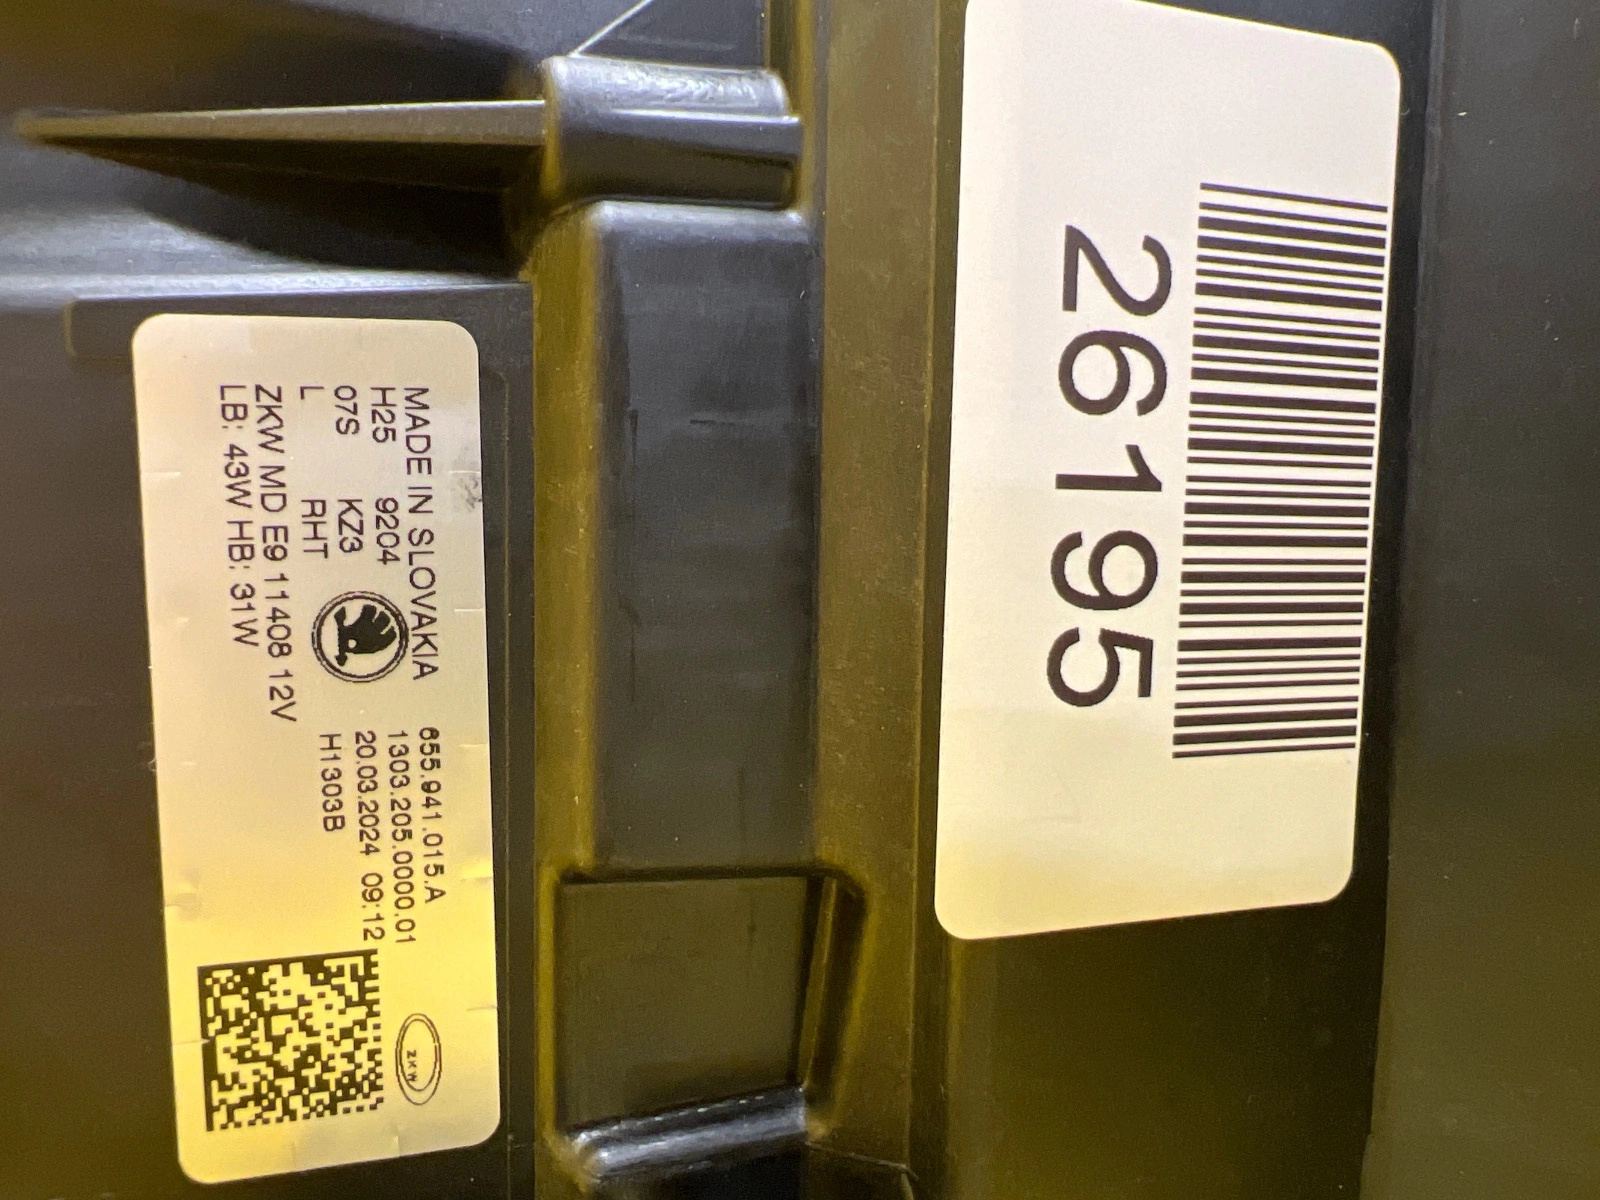 MADE IN SLOVAKIA
H25 9204
07S KZ3
L RHT
ZKW MD E9 11408 12V
LB: 43W HB: 31W
655.941.015.A
1303.205.0000.01
20.03.2024 09:12
H1303B
ZKW
26195